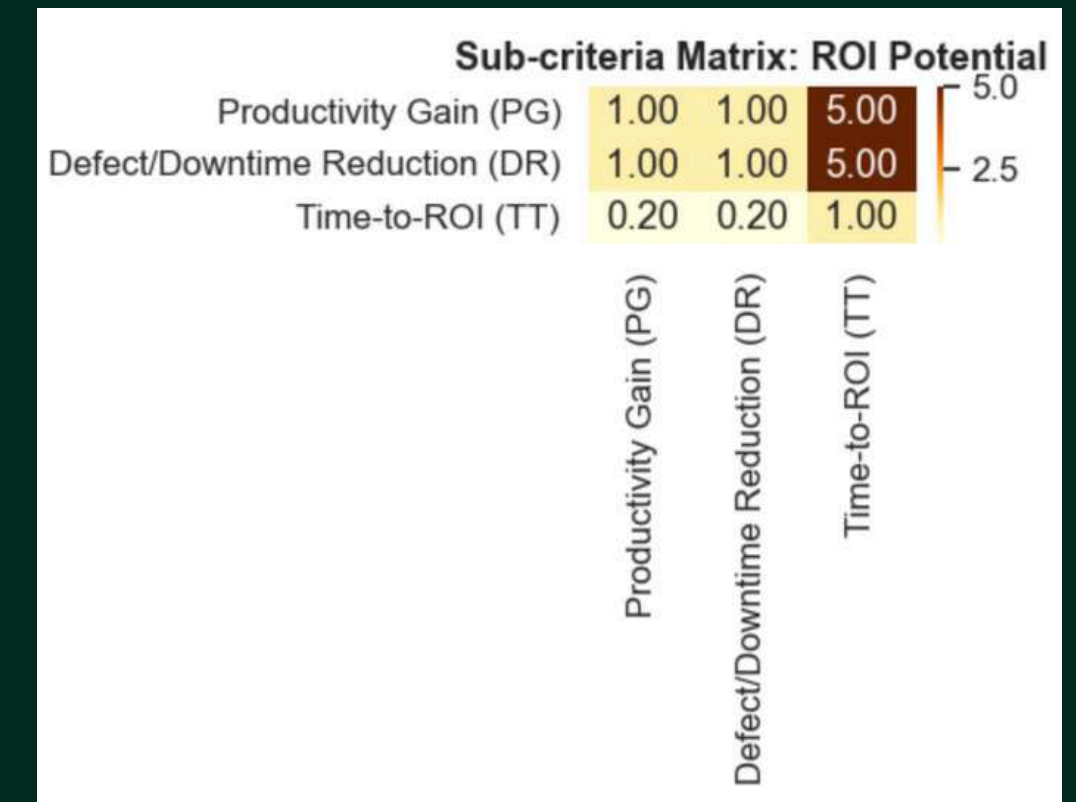 Sub-criteria Matrix: ROI Potential
Productivity Gain (PG) 1.00 1.00 5.00
Defect/Downtime Reduction (DR) 1.00 1.00 5.00
Time-to-ROI (TT) 0.20 0.20 1.00
5.0
2.5
Productivity Gain (PG)
Defect/Downtime Reduction (DR)
Time-to-ROI (TT)